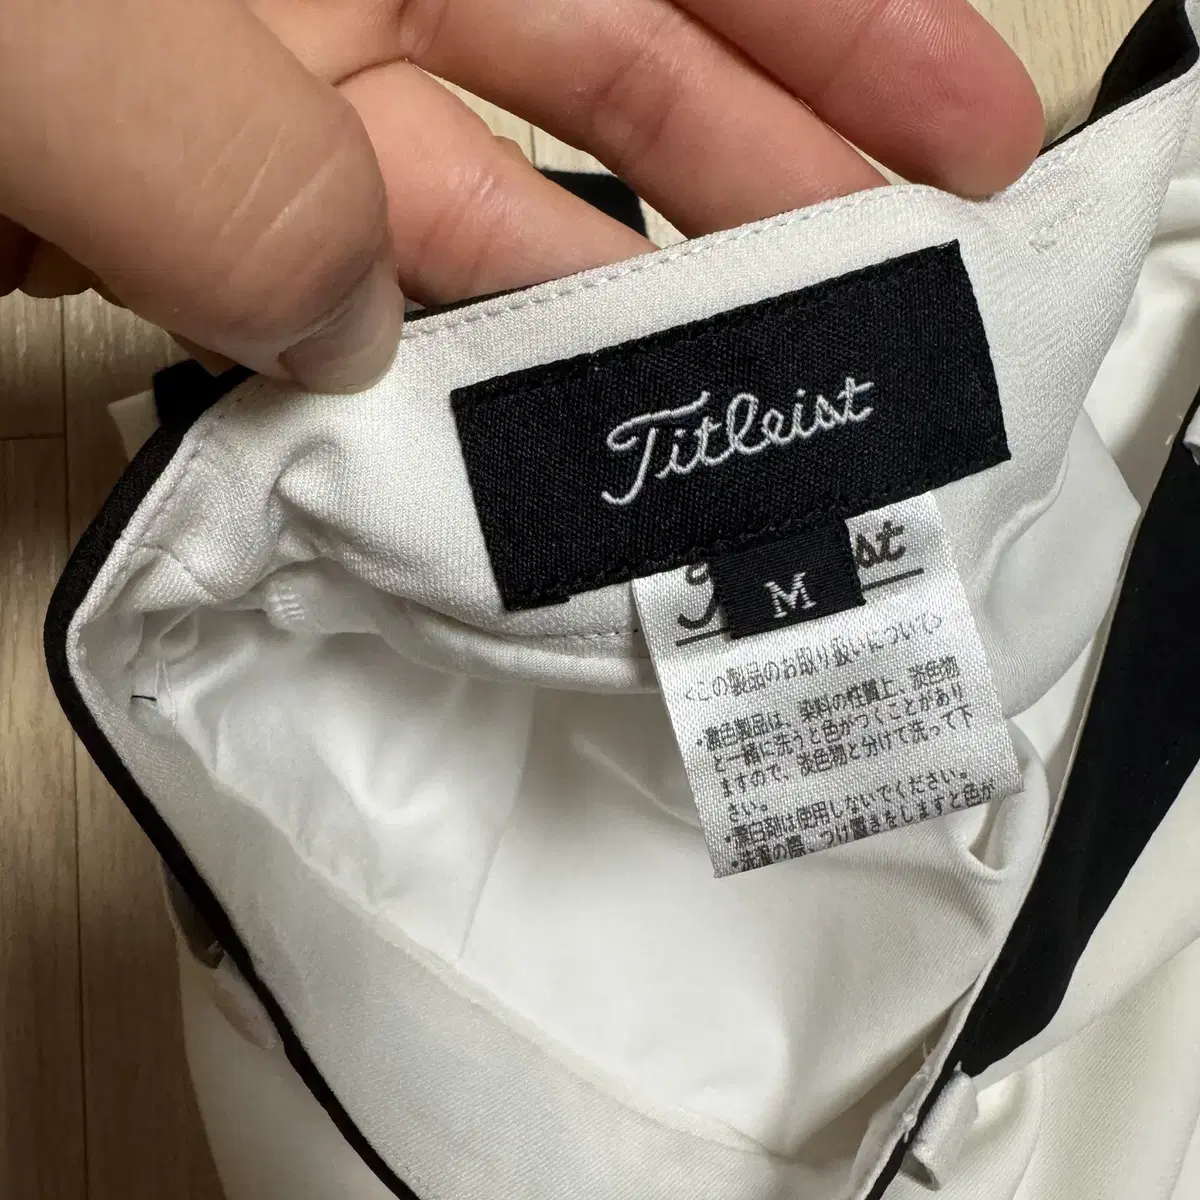 Titleist
M
st
<この製品のお取り扱いについて>
・濃色製品は、染料の性質上、淡色物
と一緒に洗うと色がつくことがあり
ますので、淡色物と分けて洗って下
さい。
・漂白剤は使用しないでください。
・洗濯の際、つけ置きをしますと色が